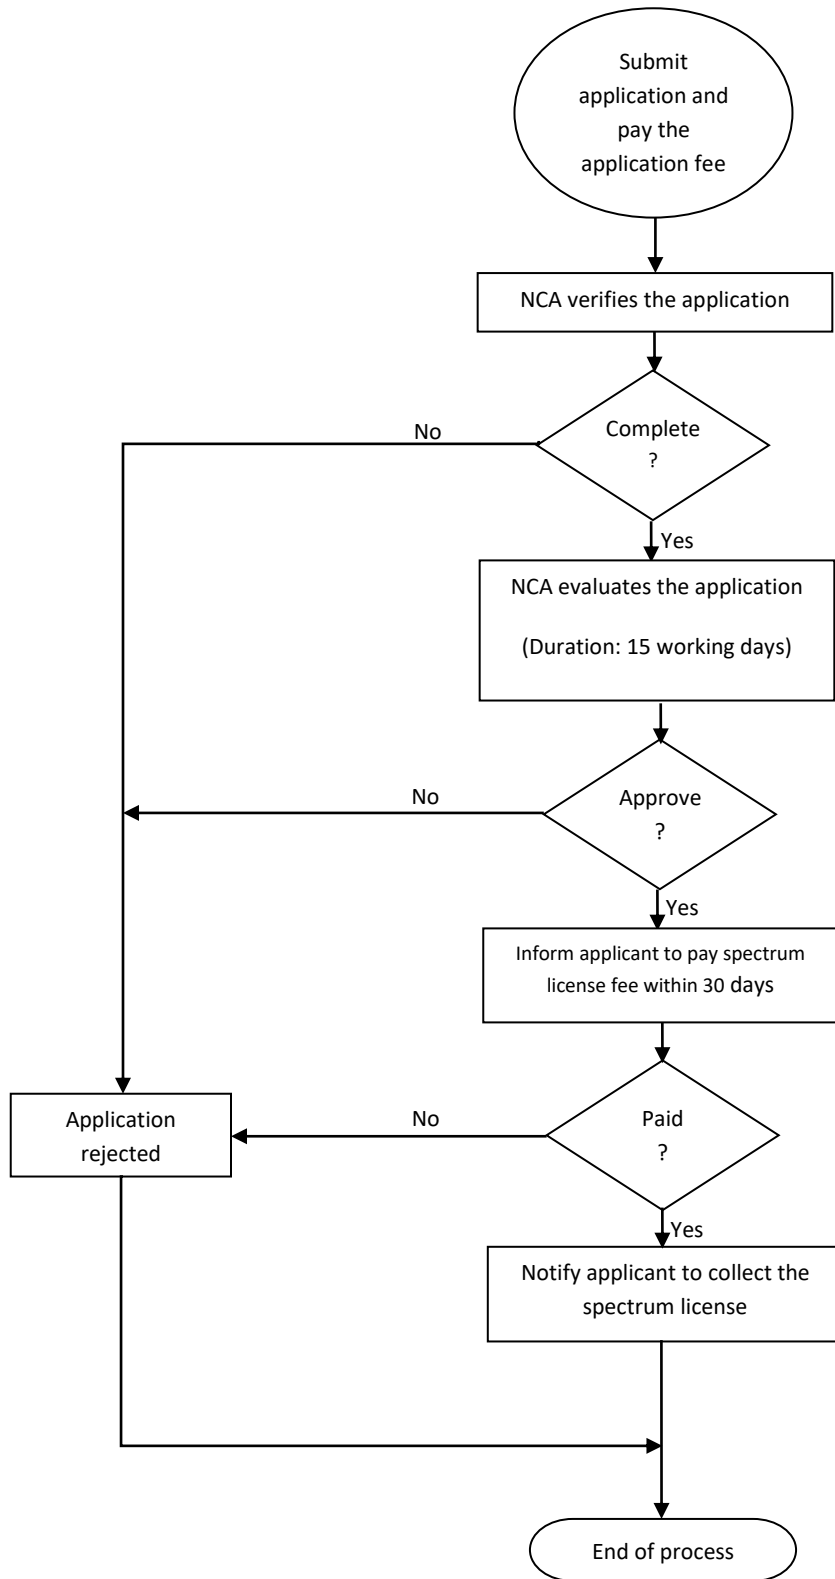 Submit
application and
pay the
application fee
NCA verifies the application
Complete
?
No
Yes
NCA evaluates the application
(Duration: 15 working days)
Approve
?
No
Yes
Inform applicant to pay spectrum
license fee within 30 days
Paid
?
No
Application
rejected
Yes
Notify applicant to collect the
spectrum license
End of process